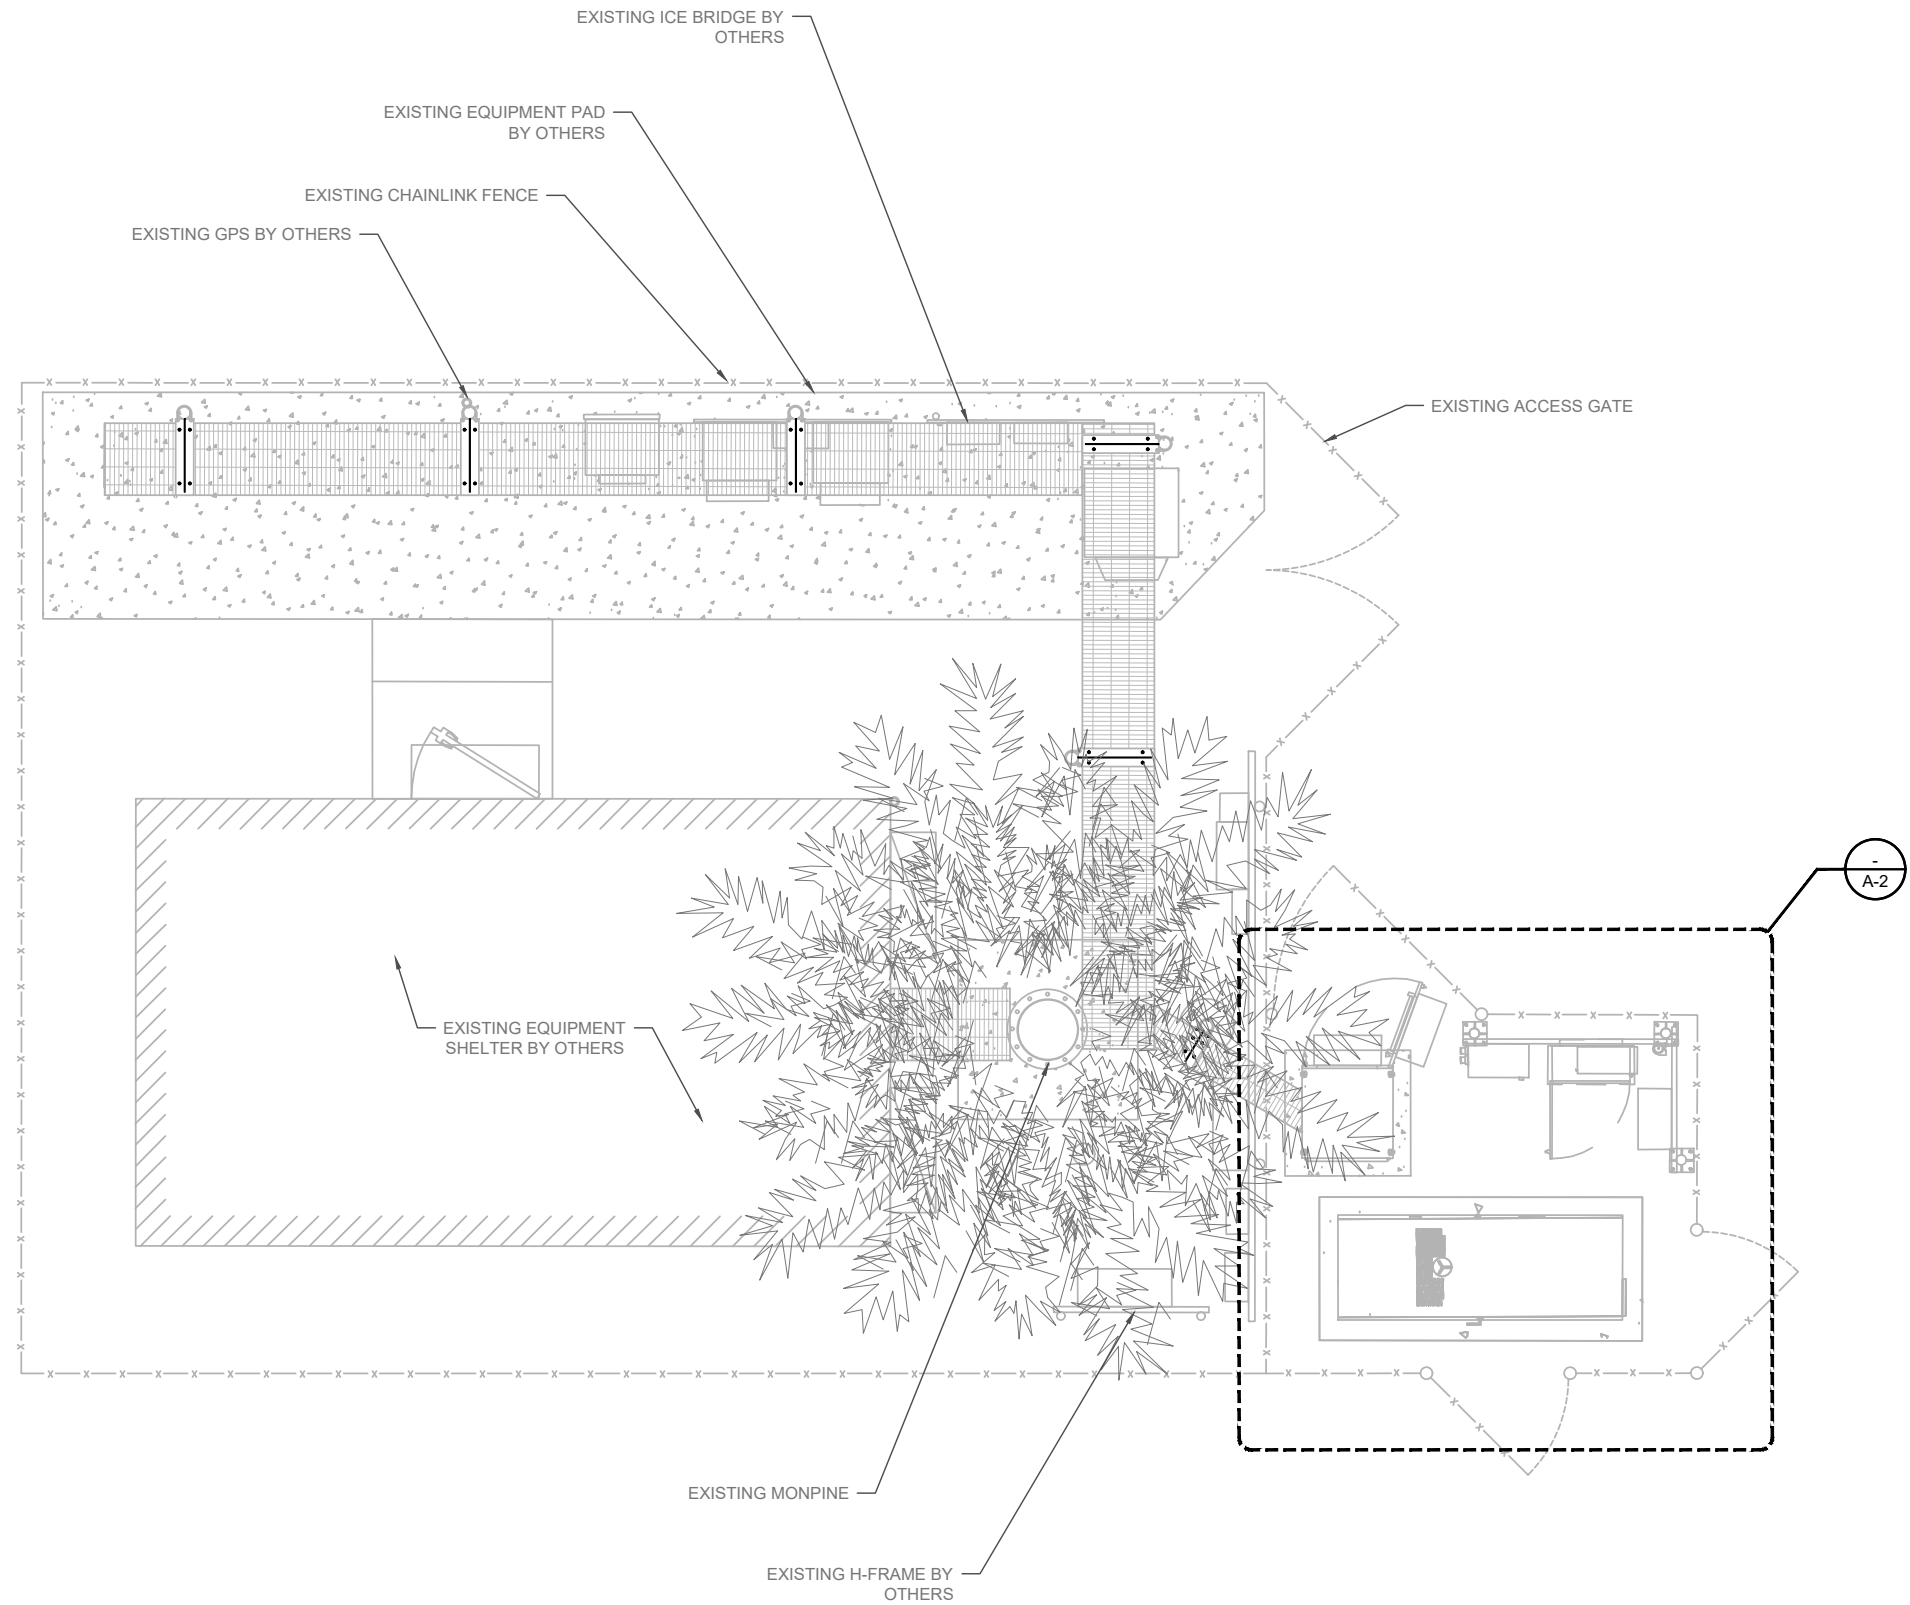 EXISTING ICE BRIDGE BY
OTHERS
EXISTING EQUIPMENT PAD
BY OTHERS
EXISTING CHAINLINK FENCE
EXISTING GPS BY OTHERS
EXISTING ACCESS GATE
-
A-2
EXISTING EQUIPMENT
SHELTER BY OTHERS
EXISTING MONPINE
EXISTING H-FRAME BY
OTHERS